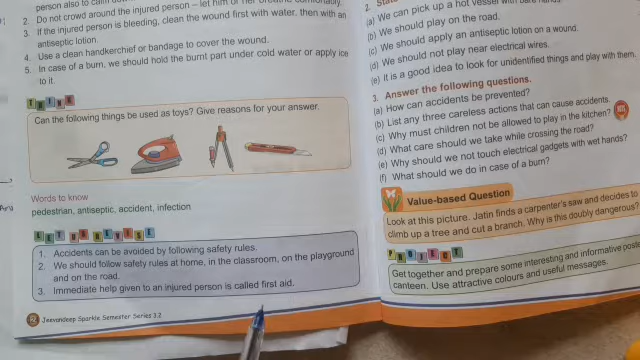 person also to calm
2. Do not crowd around the injured person – let him or her breathe comfortably.
3. If the injured person is bleeding, clean the wound first with water, then with an
antiseptic lotion.
4. Use a clean handkerchief or bandage to cover the wound.
5. In case of a burn, we should hold the burnt part under cold water or apply ice
to it.
THINK
Can the following things be used as toys? Give reasons for your answer.
Words to know
pedestrian, antiseptic, accident, infection
LET US REVISE
1. Accidents can be avoided by following safety rules.
2. We should follow safety rules at home, in the classroom, on the playground
and on the road.
3. Immediate help given to an injured person is called first aid.
Jeevandeep Sparkle Semester Series 3.2
2. State
(a) We can pick up a hot vessel with bare hands.
(b) We should play on the road.
(c) We should apply an antiseptic lotion on a wound.
(d) We should not play near electrical wires.
(e) It is a good idea to look for unidentified things and play with them.
3. Answer the following questions.
(a) How can accidents be prevented?
(b) List any three careless actions that can cause accidents.
(c) Why must children not be allowed to play in the kitchen?
HOTS
(d) What care should we take while crossing the road?
(e) Why should we not touch electrical gadgets with wet hands?
(f) What should we do in case of a burn?
Value-based Question
Look at this picture. Jatin finds a carpenter's saw and decides to
climb up a tree and cut a branch. Why is this doubly dangerous?
PROJECT
Get together and prepare some interesting and informative
canteen. Use attractive colours and useful messages.